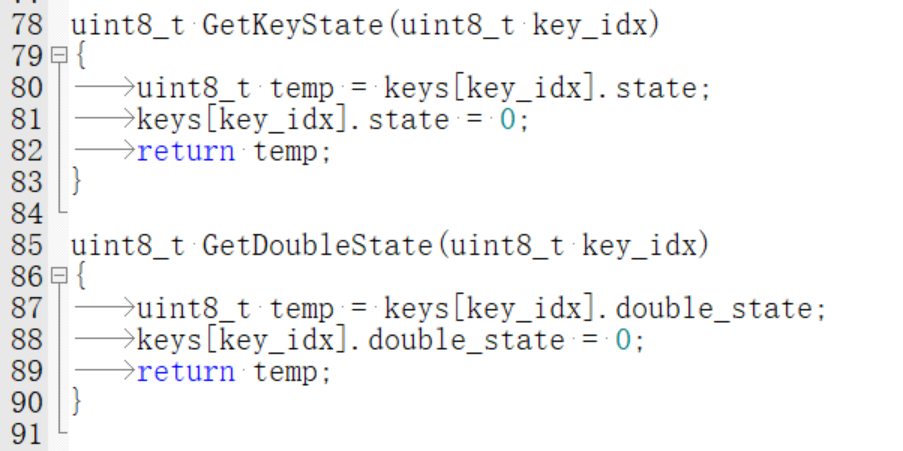 78 uint8_t GetKeyState(uint8_t key_idx)
79 {
80 uint8_t temp = keys[key_idx].state;
81 keys[key_idx].state = 0;
82 return temp;
83 }
84
85 uint8_t GetDoubleState(uint8_t key_idx)
86 {
87 uint8_t temp = keys[key_idx].double_state;
88 keys[key_idx].double_state = 0;
89 return temp;
90 }
91